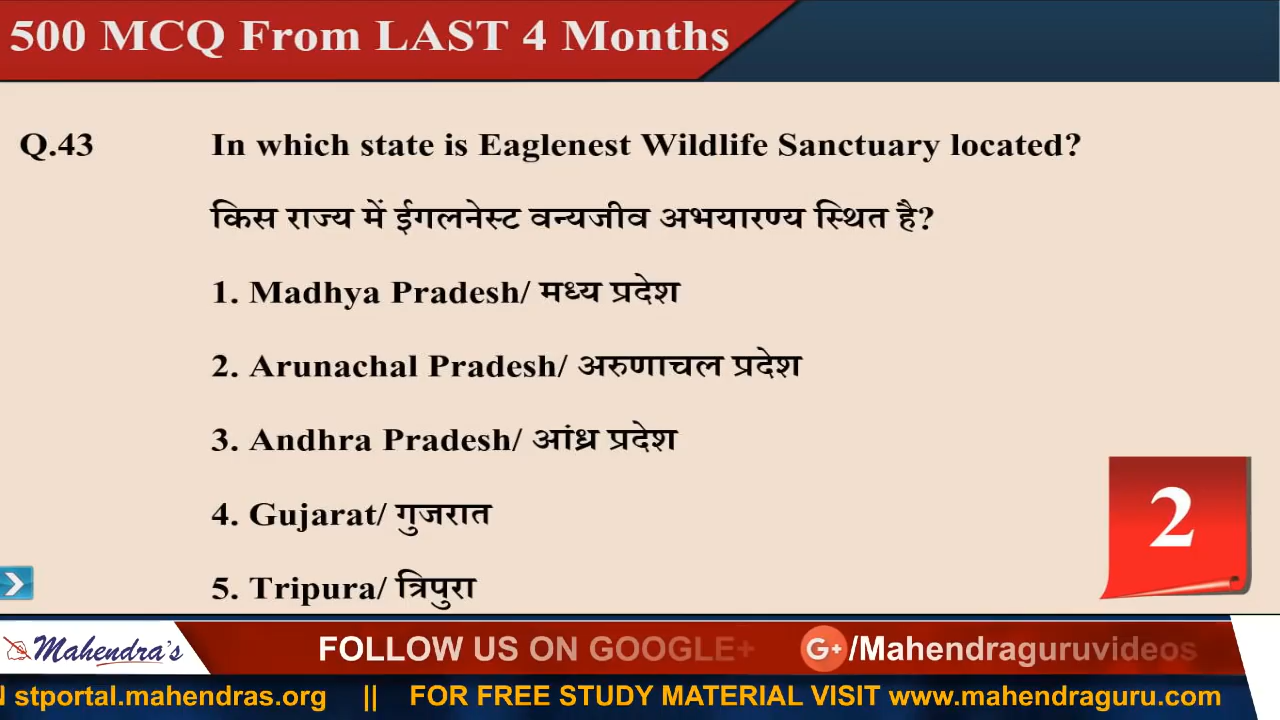 500 MCQ From LAST 4 Months
Q.43 In which state is Eaglenest Wildlife Sanctuary located?
किस राज्य में ईगलनेस्ट वन्यजीव अभयारण्य स्थित है?
1. Madhya Pradesh/ मध्य प्रदेश
2. Arunachal Pradesh/ अरुणाचल प्रदेश
3. Andhra Pradesh/ आंध्र प्रदेश
4. Gujarat/ गुजरात
2
5. Tripura/ त्रिपुरा
Mahendra's FOLLOW US ON GOOGLE+ G+ /Mahendraguruvideos
N stportal.mahendras.org || FOR FREE STUDY MATERIAL VISIT www.mahendraguru.com